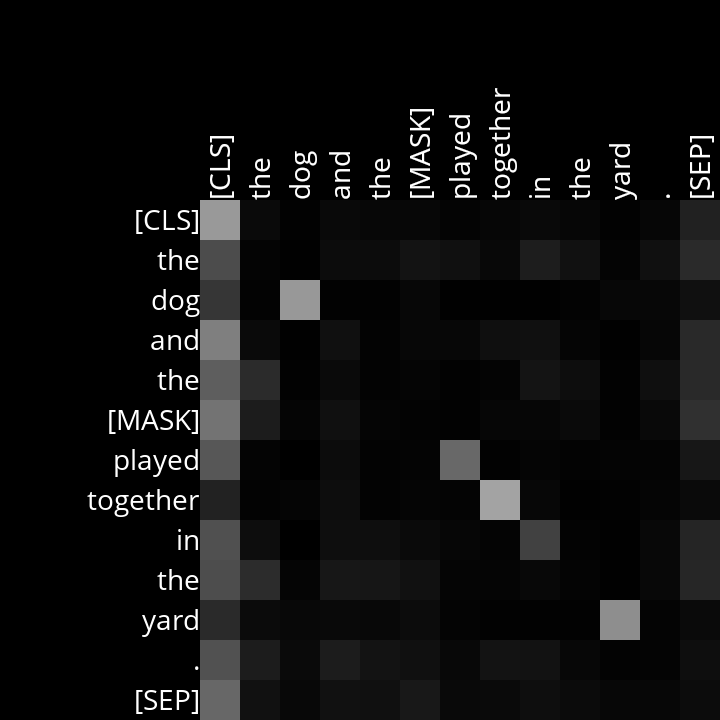 [CLS] the dog and the [MASK] played together in the yard . [SEP]
[CLS]
the
dog
and
the
[MASK]
played
together
in
the
yard
.
[SEP]